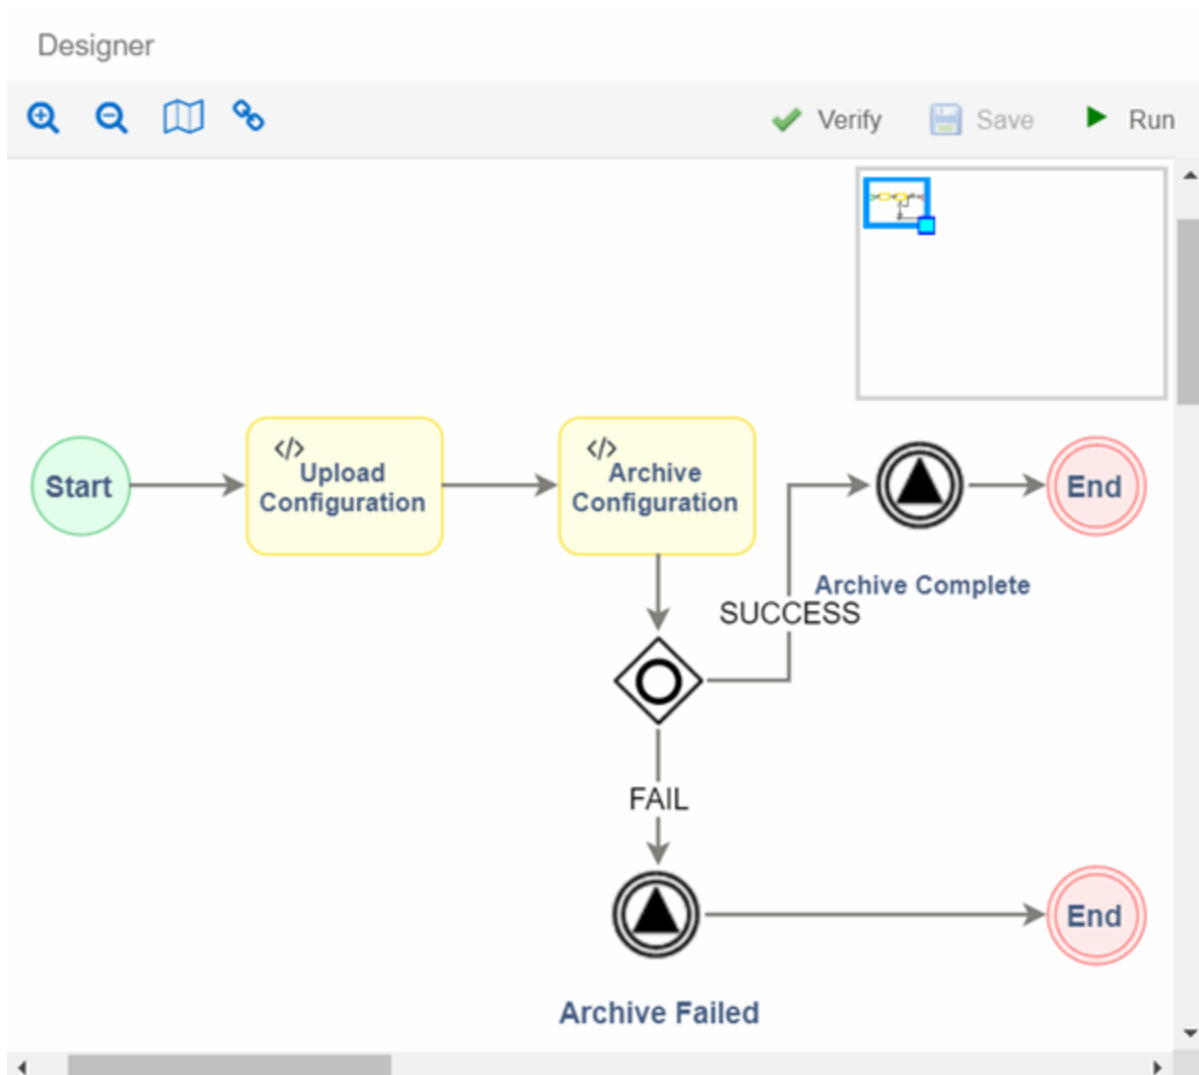 Designer
Verify
Save
Run
Start
</>
Upload
Configuration
</>
Archive
Configuration
End
Archive Complete
SUCCESS
FAIL
End
Archive Failed